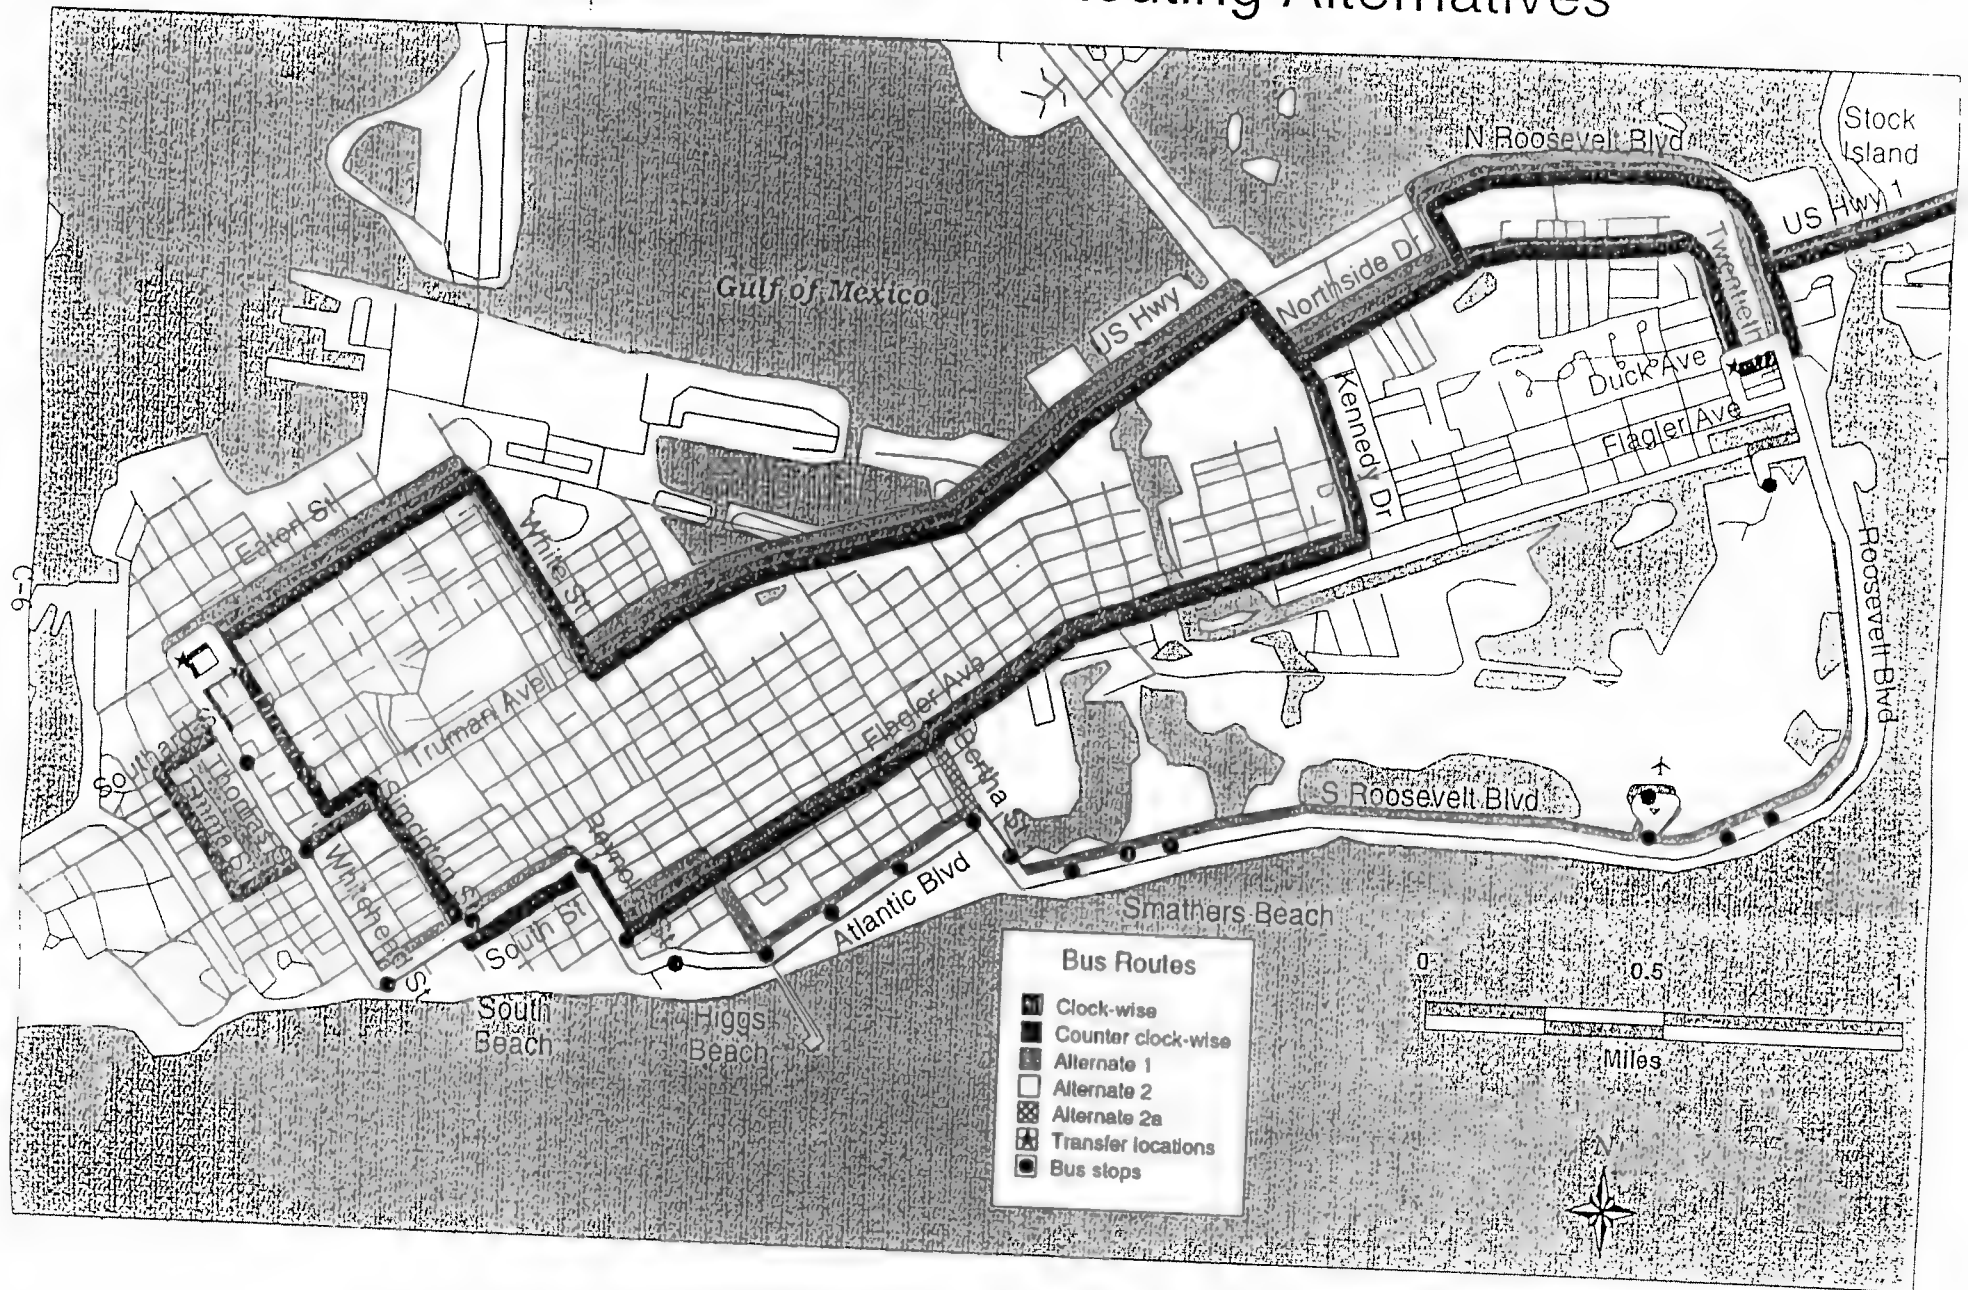 Alternatives
N Roosevelt Blvd
Stock
Island
US Hwy 1
Twentieth
Gulf of Mexico
US Hwy
Northside Dr
Kennedy Dr
Duck Ave
Flagler Ave
Eaton St
White St
C-6
Roosevelt Blvd
Truman Ave
Flagler Ave
Southard St
Thomas St
Emma St
Simonton St
Whitehead St
Bertha St
S Roosevelt Blvd
South St
Atlantic Blvd
Smathers Beach
South
Beach
Higgs
Beach
Bus Routes
Clock-wise
Counter clock-wise
Alternate 1
Alternate 2
Alternate 2a
Transfer locations
Bus stops
0 0.5 1
Miles
N